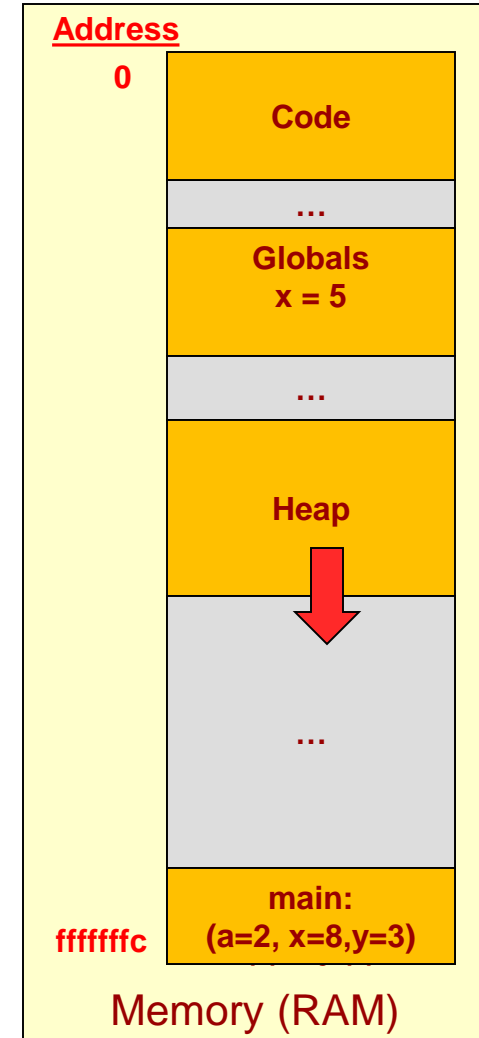 Address
0
Code
…
Globals
x = 5
…
Heap
…
main:
(a=2, x=8,y=3)
fffffffc
Memory (RAM)